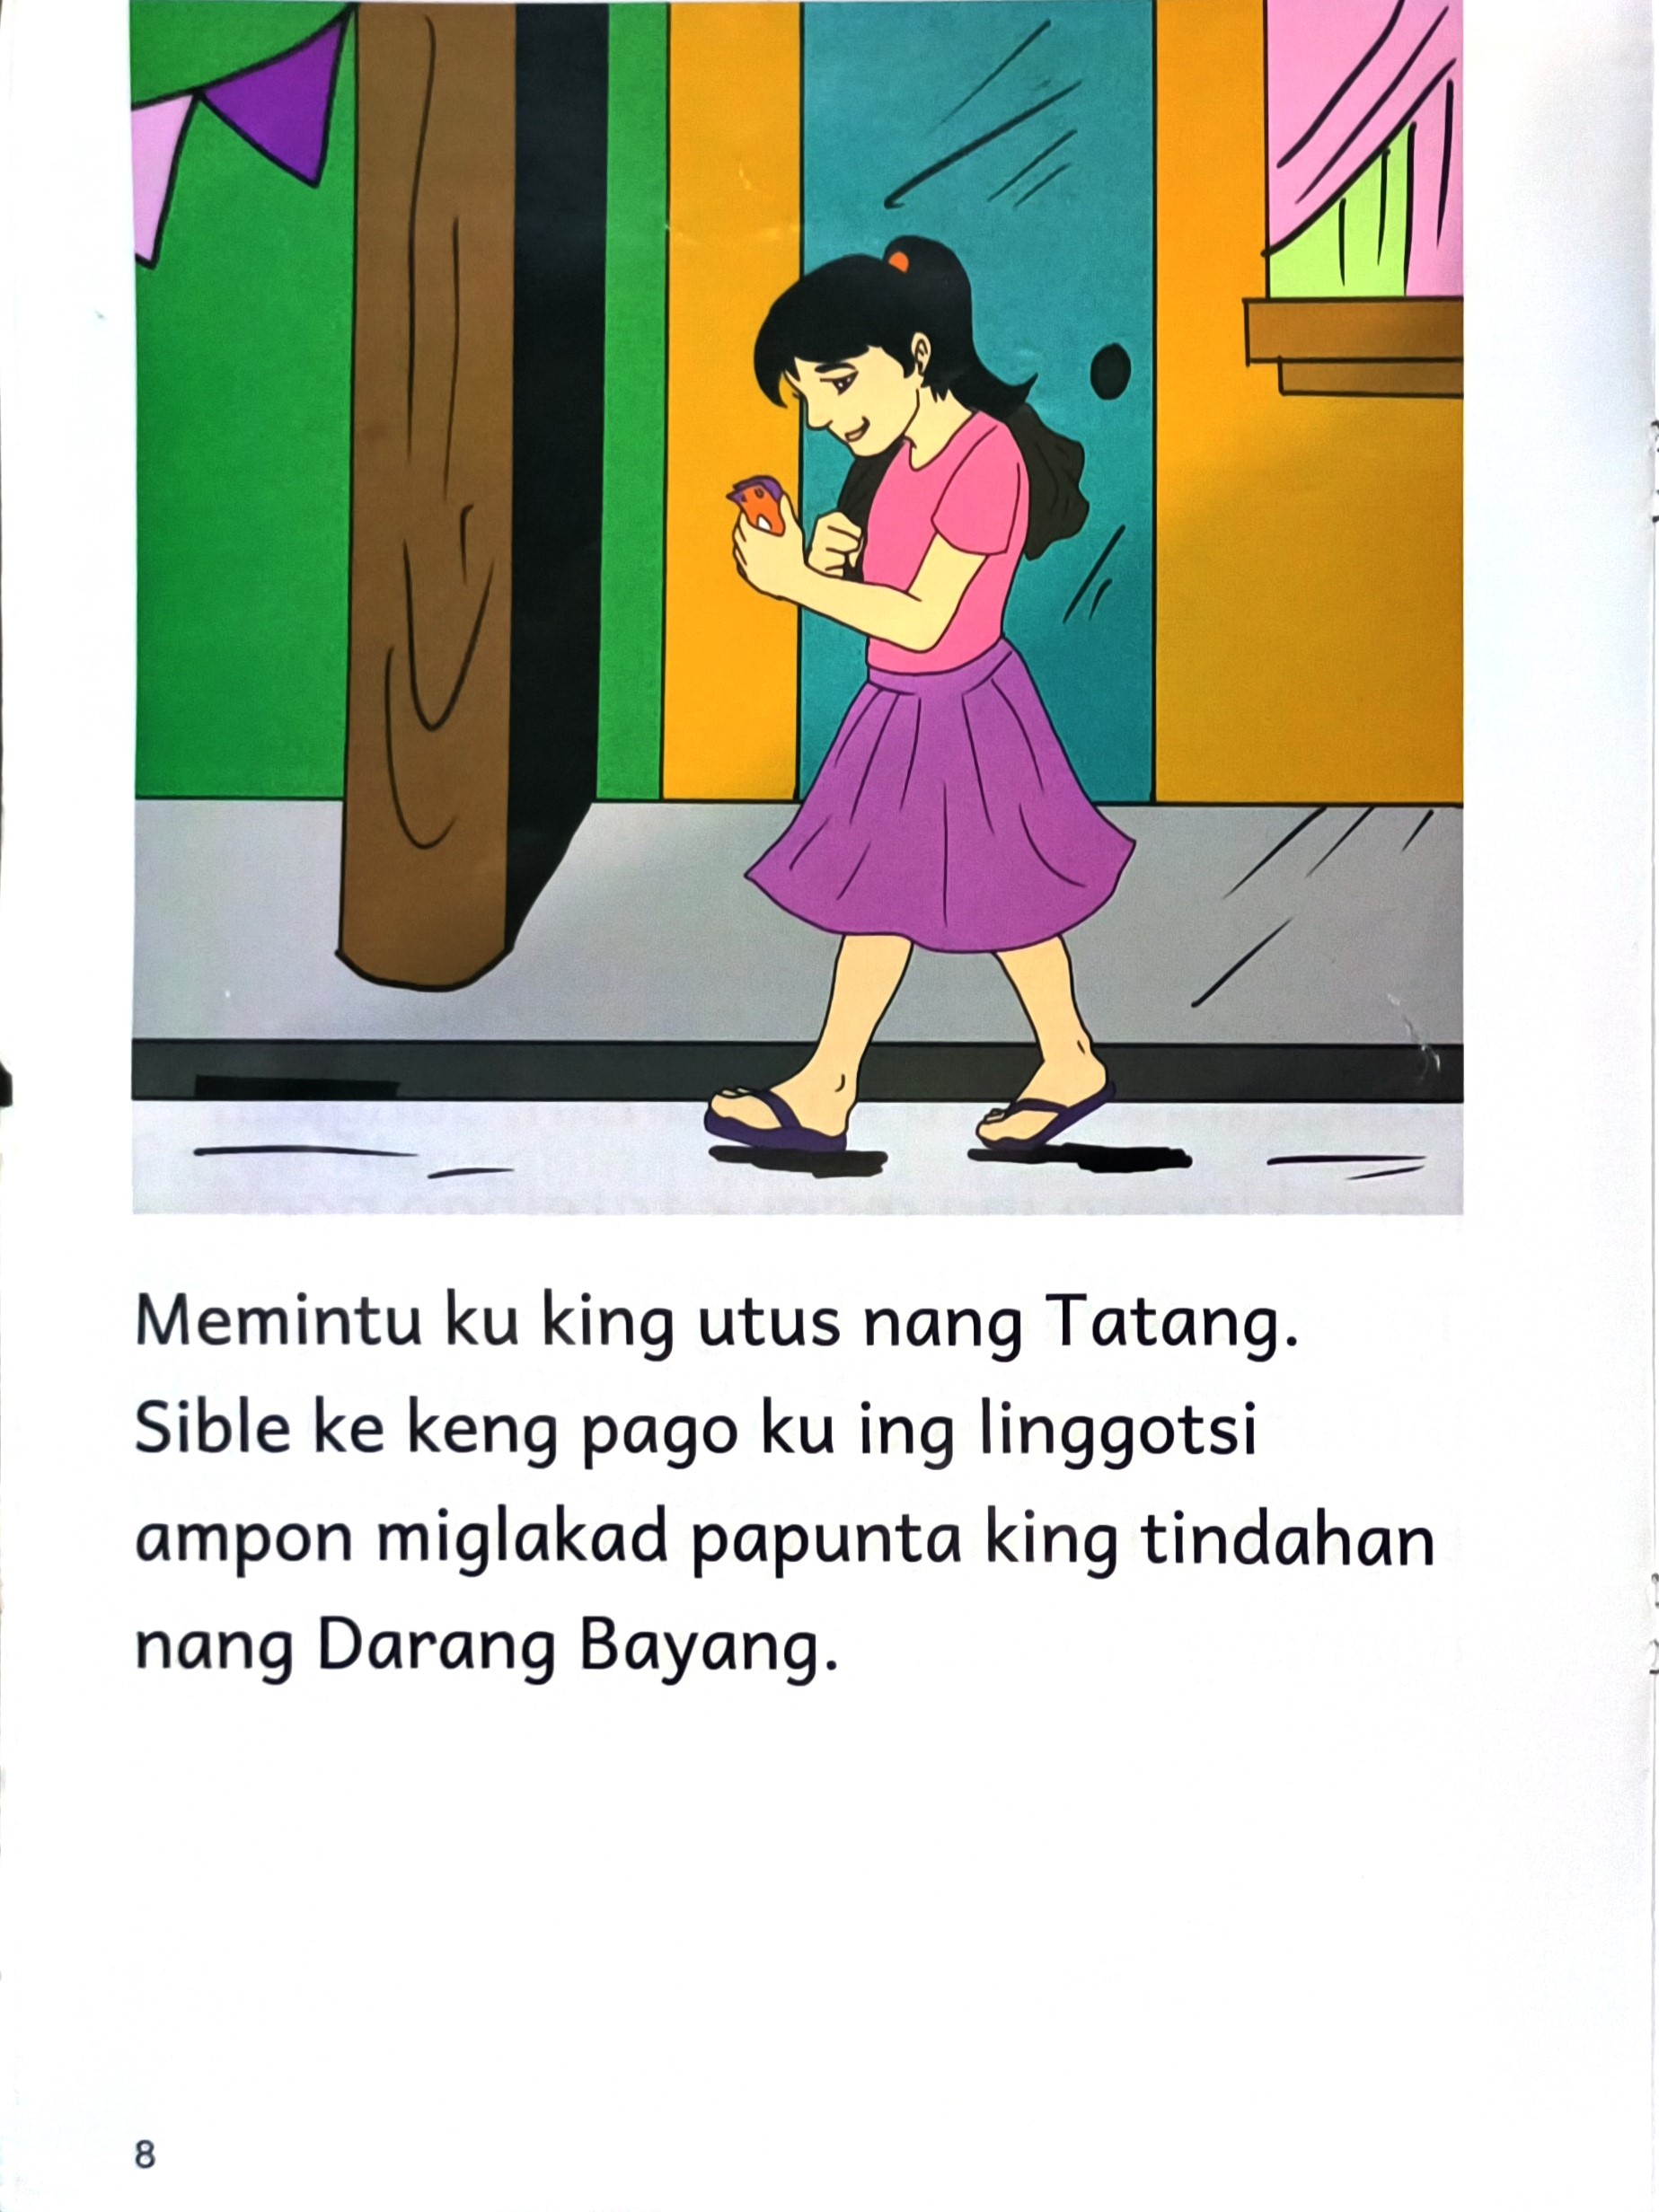 Memintu ku king utus nang Tatang.
Sible ke keng pago ku ing linggotsi
ampon miglakad papunta king tindahan
nang Darang Bayang.
8